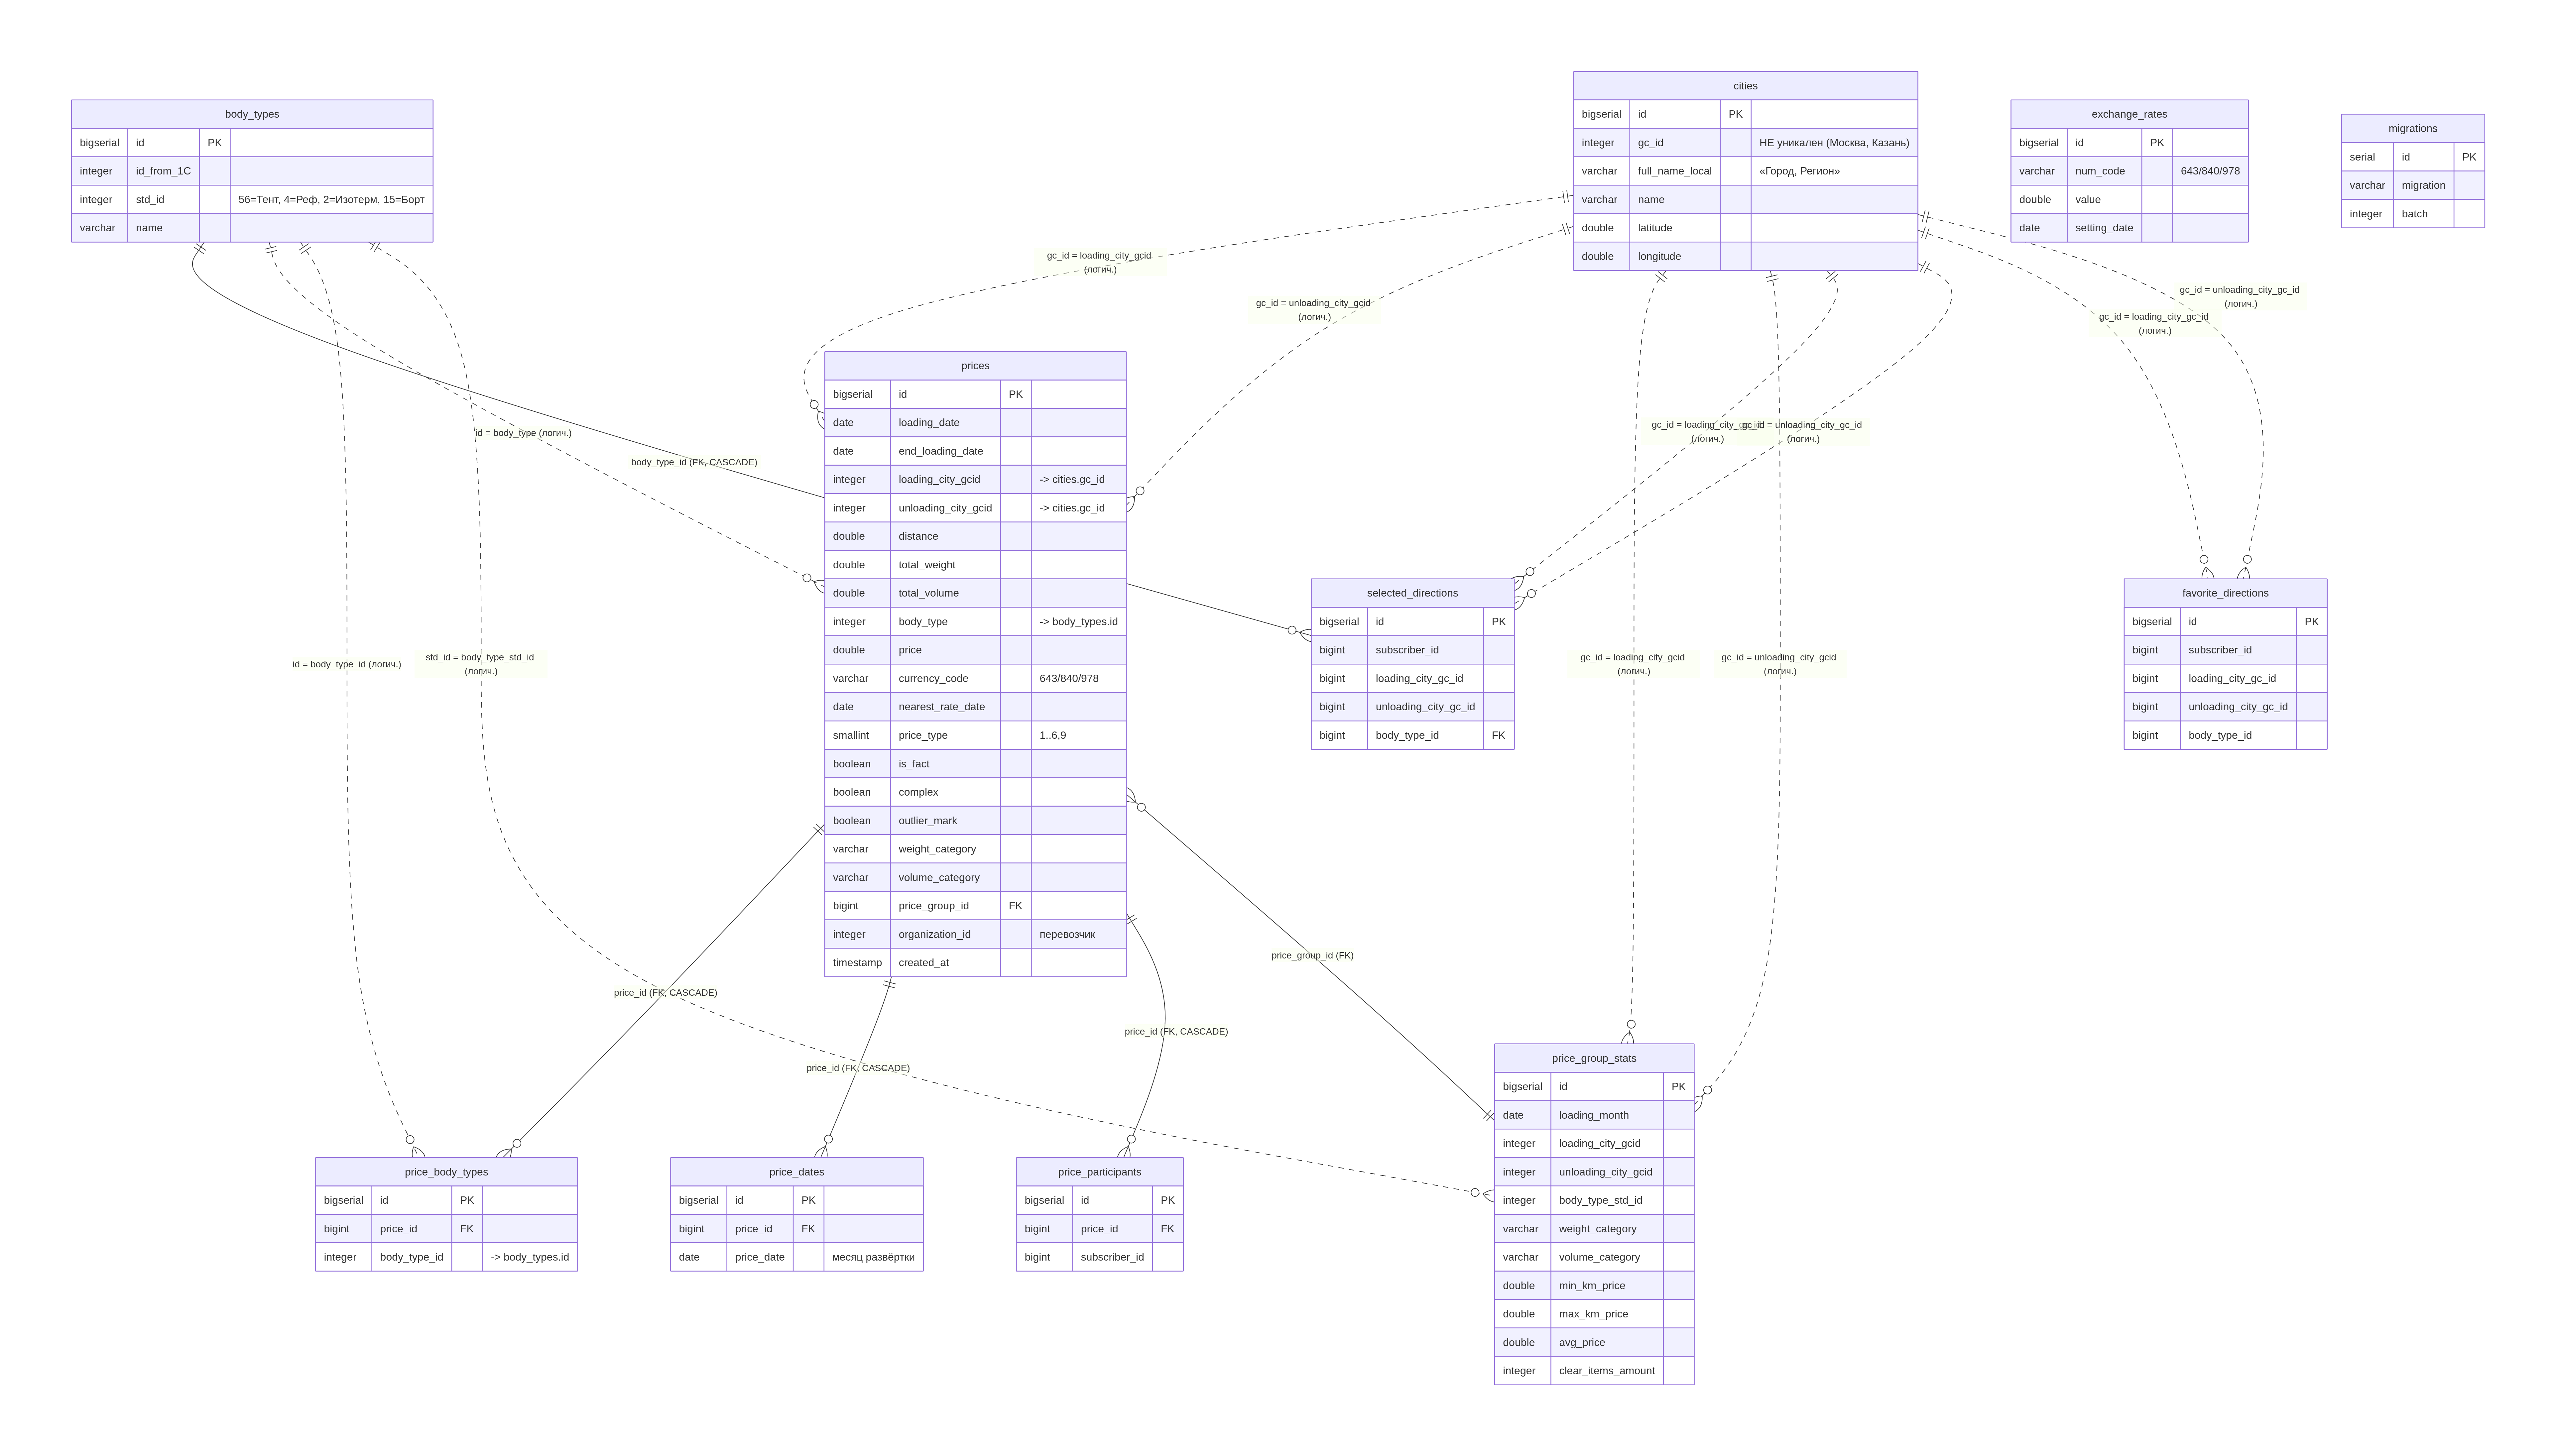 body_types
bigserial id PK
integer id_from_1C
integer std_id 56=Тент, 4=Реф, 2=Изотерм, 15=Борт
varchar name
cities
bigserial id PK
integer gc_id НЕ уникален (Москва, Казань)
varchar full_name_local «Город, Регион»
varchar name
double latitude
double longitude
exchange_rates
bigserial id PK
varchar num_code 643/840/978
double value
date setting_date
migrations
serial id PK
varchar migration
integer batch
gc_id = loading_city_gcid
(логич.)
gc_id = unloading_city_gcid
(логич.)
gc_id = unloading_city_gc_id
(логич.)
gc_id = loading_city_gc_id
(логич.)
id = body_type (логич.)
body_type_id (FK, CASCADE)
gc_id = loading_city_gc_id
(логич.)
gc_id = unloading_city_gc_id
(логич.)
prices
bigserial id PK
date loading_date
date end_loading_date
integer loading_city_gcid -> cities.gc_id
integer unloading_city_gcid -> cities.gc_id
double distance
double total_weight
double total_volume
integer body_type -> body_types.id
double price
varchar currency_code 643/840/978
date nearest_rate_date
smallint price_type 1..6,9
boolean is_fact
boolean complex
boolean outlier_mark
varchar weight_category
varchar volume_category
bigint price_group_id FK
integer organization_id перевозчик
timestamp created_at
selected_directions
bigserial id PK
bigint subscriber_id
bigint loading_city_gc_id
bigint unloading_city_gc_id
bigint body_type_id FK
favorite_directions
bigserial id PK
bigint subscriber_id
bigint loading_city_gc_id
bigint unloading_city_gc_id
bigint body_type_id
id = body_type_id (логич.)
std_id = body_type_std_id
(логич.)
gc_id = loading_city_gcid
(логич.)
gc_id = unloading_city_gcid
(логич.)
price_group_id (FK)
price_id (FK, CASCADE)
price_id (FK, CASCADE)
price_id (FK, CASCADE)
price_body_types
bigserial id PK
bigint price_id FK
integer body_type_id -> body_types.id
price_dates
bigserial id PK
bigint price_id FK
date price_date месяц развёртки
price_participants
bigserial id PK
bigint price_id FK
bigint subscriber_id
price_group_stats
bigserial id PK
date loading_month
integer loading_city_gcid
integer unloading_city_gcid
integer body_type_std_id
varchar weight_category
varchar volume_category
double min_km_price
double max_km_price
double avg_price
integer clear_items_amount